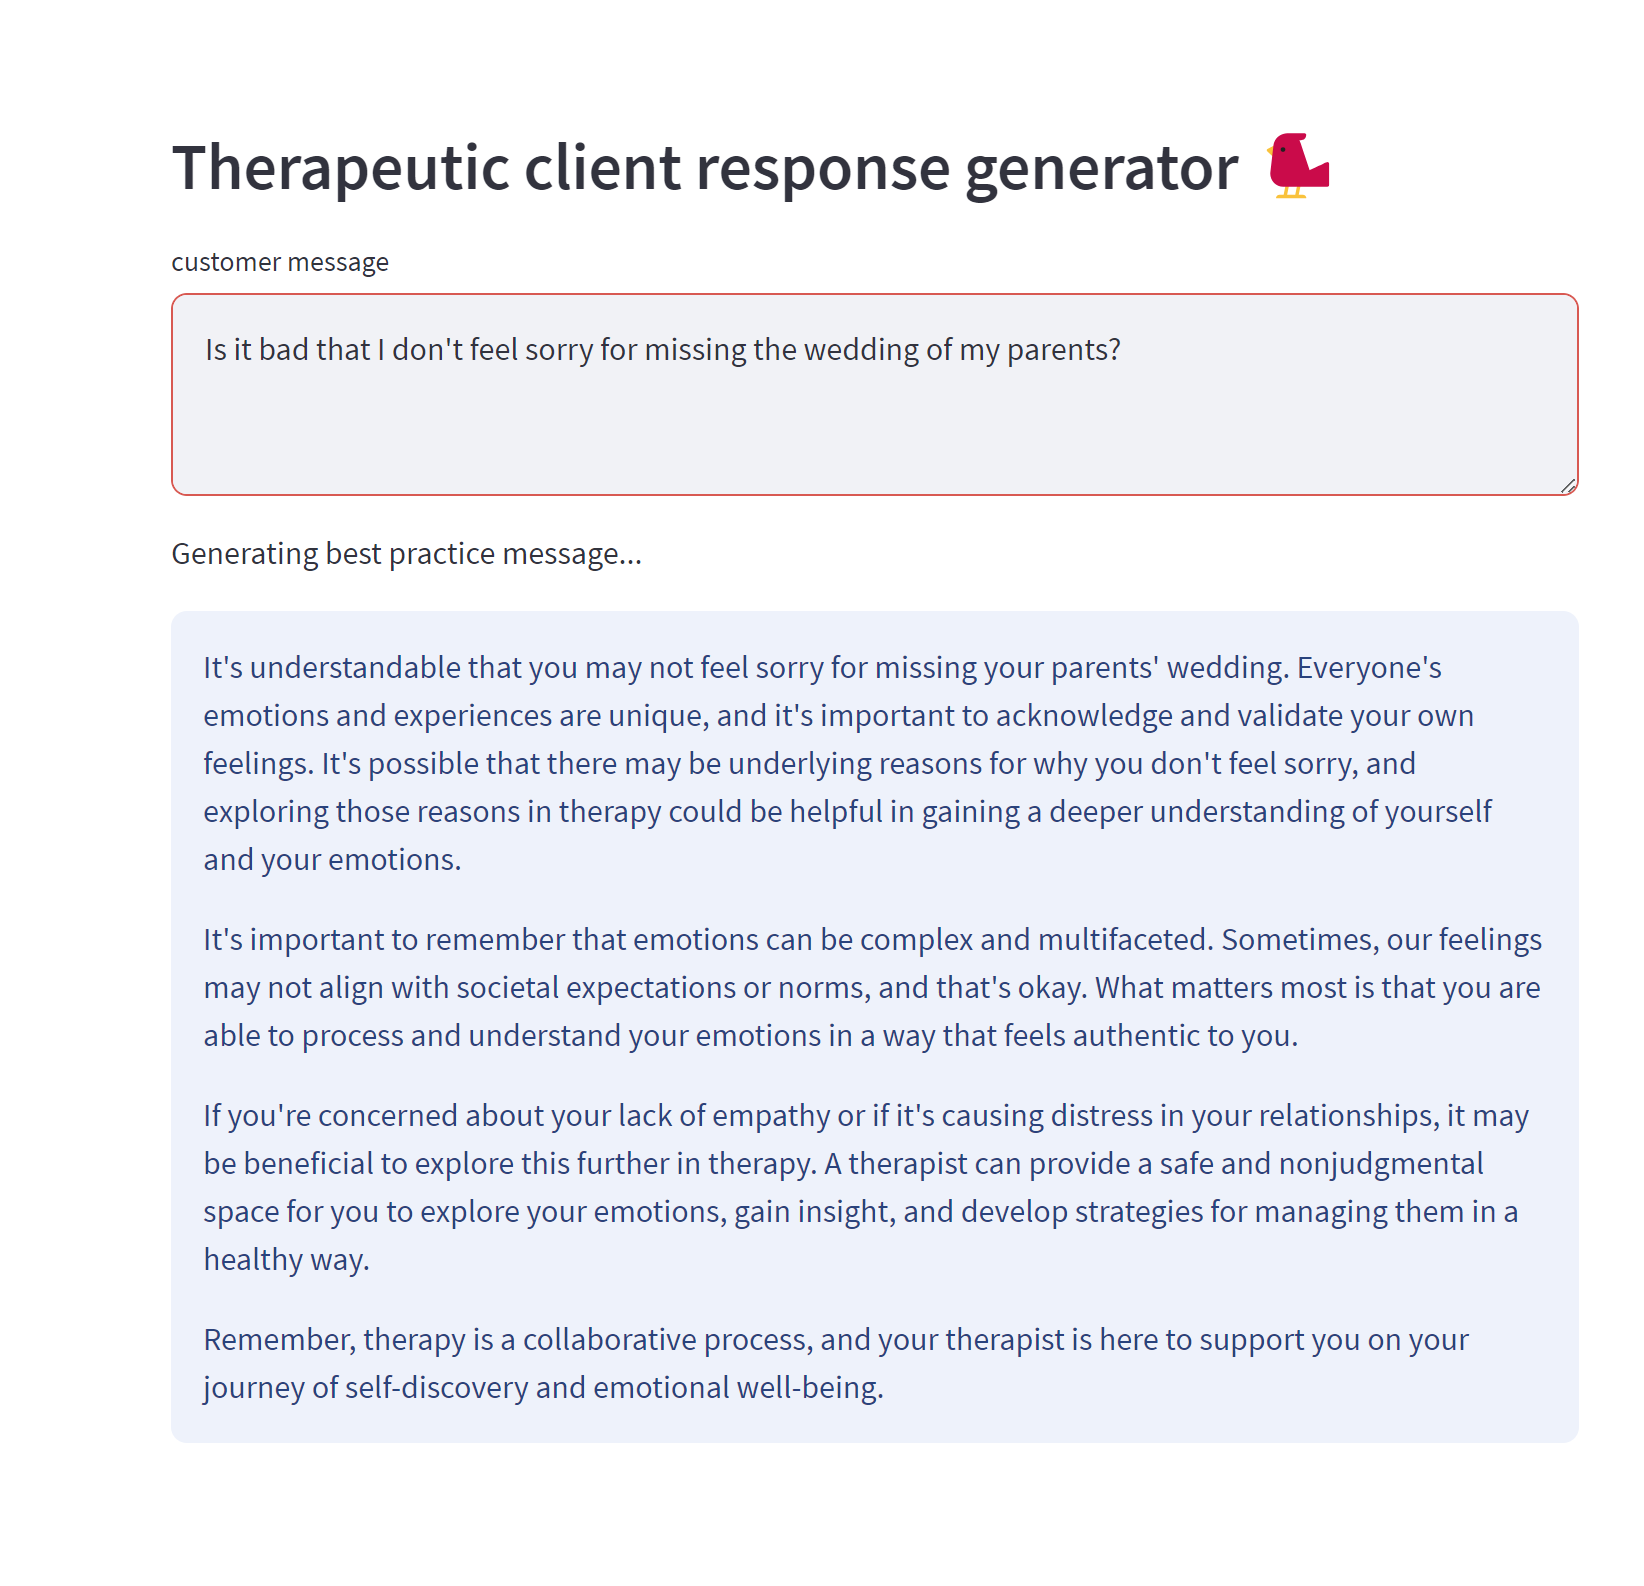 Therapeutic client response generator
customer message
Is it bad that I don't feel sorry for missing the wedding of my parents?
Generating best practice message...
It's understandable that you may not feel sorry for missing your parents' wedding. Everyone's
emotions and experiences are unique, and it's important to acknowledge and validate your own
feelings. It's possible that there may be underlying reasons for why you don't feel sorry, and
exploring those reasons in therapy could be helpful in gaining a deeper understanding of yourself
and your emotions.
It's important to remember that emotions can be complex and multifaceted. Sometimes, our feelings
may not align with societal expectations or norms, and that's okay. What matters most is that you are
able to process and understand your emotions in a way that feels authentic to you.
If you're concerned about your lack of empathy or if it's causing distress in your relationships, it may
be beneficial to explore this further in therapy. A therapist can provide a safe and nonjudgmental
space for you to explore your emotions, gain insight, and develop strategies for managing them in a
healthy way.
Remember, therapy is a collaborative process, and your therapist is here to support you on your
journey of self-discovery and emotional well-being.